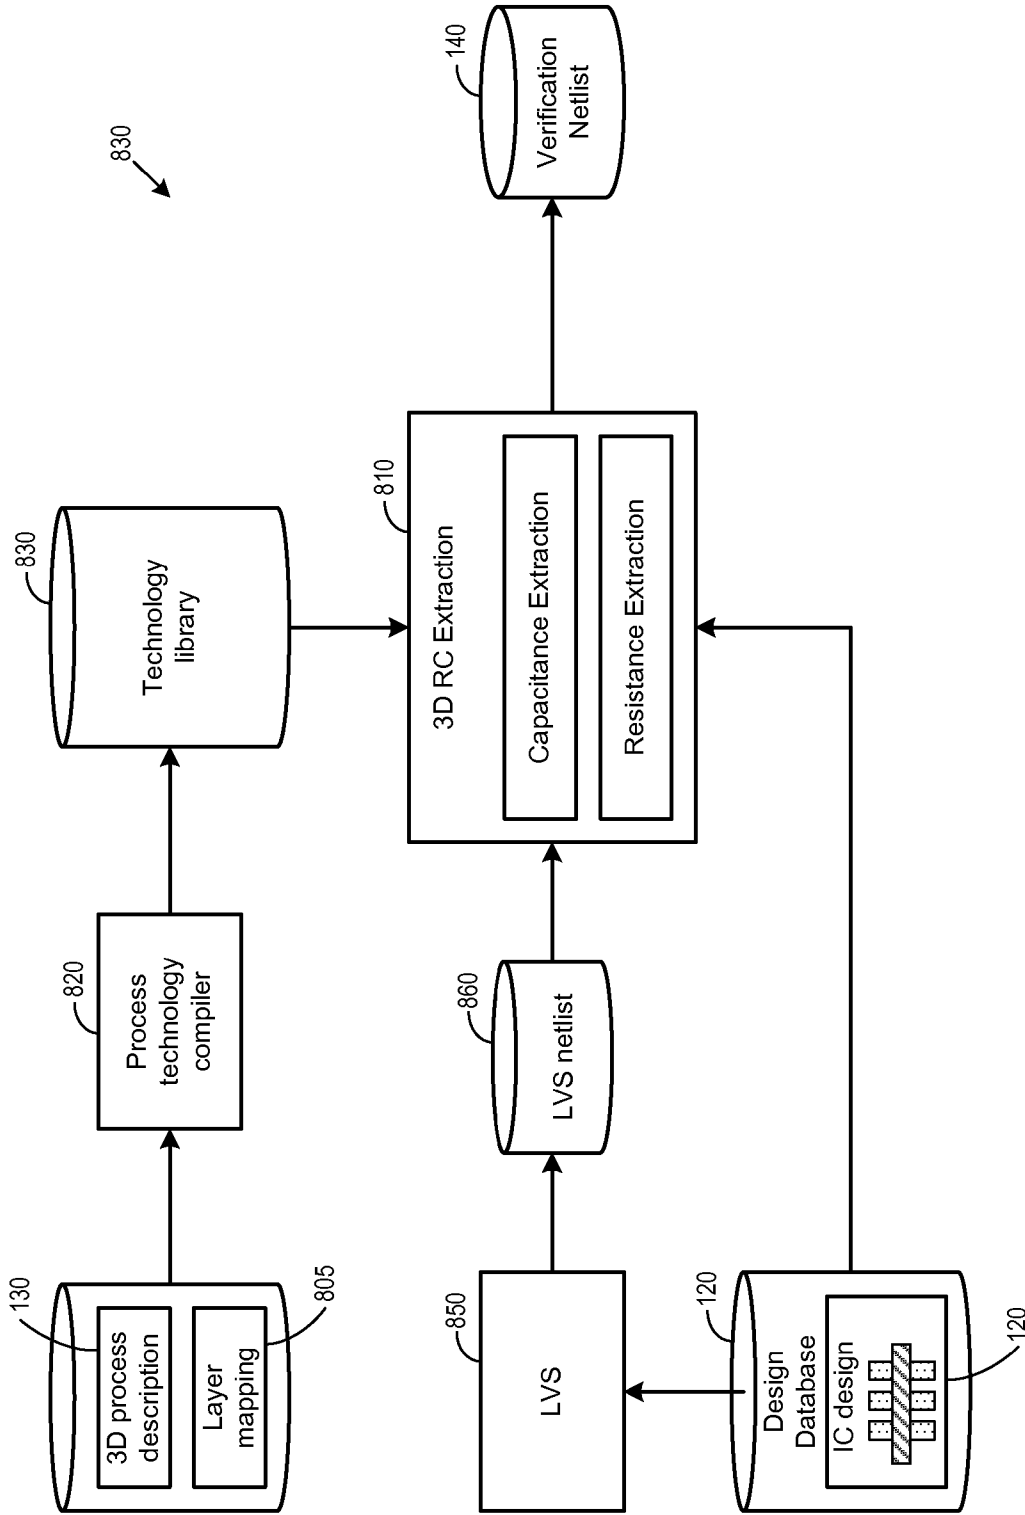 830
130
3D process
description
Layer
mapping
805
820
Process
technology
compiler
830
Technology
library
850
LVS
860
LVS netlist
810
3D RC Extraction
Capacitance Extraction
Resistance Extraction
140
Verification
Netlist
120
Design
Database
IC design
120